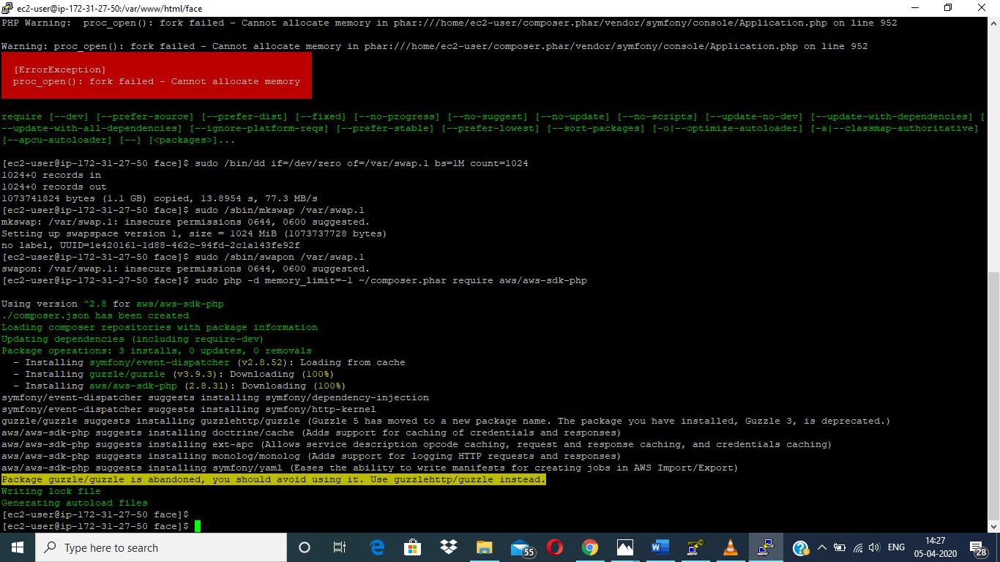 ec2-user@ip-172-31-27-50:/var/www/html/face
PHP Warning:  proc_open(): fork failed - Cannot allocate memory in phar:///home/ec2-user/composer.phar/vendor/symfony/console/Application.php on line 952
Warning: proc_open(): fork failed - Cannot allocate memory in phar:///home/ec2-user/composer.phar/vendor/symfony/console/Application.php on line 952
[ErrorException]
proc_open(): fork failed - Cannot allocate memory
require [--dev] [--prefer-source] [--prefer-dist] [--fixed] [--no-progress] [--no-suggest] [--no-update] [--no-scripts] [--update-no-dev] [--update-with-dependencies] [
--update-with-all-dependencies] [--ignore-platform-reqs] [--prefer-stable] [--prefer-lowest] [--sort-packages] [-o|--optimize-autoloader] [-a|--classmap-authoritative]
[--apcu-autoloader] [--] [<packages>]...
[ec2-user@ip-172-31-27-50 face]$ sudo /bin/dd if=/dev/zero of=/var/swap.1 bs=1M count=1024
1024+0 records in
1024+0 records out
1073741824 bytes (1.1 GB) copied, 13.8954 s, 77.3 MB/s
[ec2-user@ip-172-31-27-50 face]$ sudo /sbin/mkswap /var/swap.1
mkswap: /var/swap.1: insecure permissions 0644, 0600 suggested.
Setting up swapspace version 1, size = 1024 MiB (1073737728 bytes)
no label, UUID=1e420161-1d88-462c-94fd-2c1a143fe92f
[ec2-user@ip-172-31-27-50 face]$ sudo /sbin/swapon /var/swap.1
swapon: /var/swap.1: insecure permissions 0644, 0600 suggested.
[ec2-user@ip-172-31-27-50 face]$ sudo php -d memory_limit=-1 ~/composer.phar require aws/aws-sdk-php
Using version ^2.8 for aws/aws-sdk-php
./composer.json has been created
Loading composer repositories with package information
Updating dependencies (including require-dev)
Package operations: 3 installs, 0 updates, 0 removals
- Installing symfony/event-dispatcher (v2.8.52): Loading from cache
- Installing guzzle/guzzle (v3.9.3): Downloading (100%)
- Installing aws/aws-sdk-php (2.8.31): Downloading (100%)
symfony/event-dispatcher suggests installing symfony/dependency-injection
symfony/event-dispatcher suggests installing symfony/http-kernel
guzzle/guzzle suggests installing guzzlehttp/guzzle (Guzzle 5 has moved to a new package name. The package you have installed, Guzzle 3, is deprecated.)
aws/aws-sdk-php suggests installing doctrine/cache (Adds support for caching of credentials and responses)
aws/aws-sdk-php suggests installing ext-apc (Allows service description opcode caching, request and response caching, and credentials caching)
aws/aws-sdk-php suggests installing monolog/monolog (Adds support for logging HTTP requests and responses)
aws/aws-sdk-php suggests installing symfony/yaml (Eases the ability to write manifests for creating jobs in AWS Import/Export)
Package guzzle/guzzle is abandoned, you should avoid using it. Use guzzlehttp/guzzle instead.
Writing lock file
Generating autoload files
[ec2-user@ip-172-31-27-50 face]$
[ec2-user@ip-172-31-27-50 face]$
Type here to search
55
ENG
14:27
05-04-2020
28